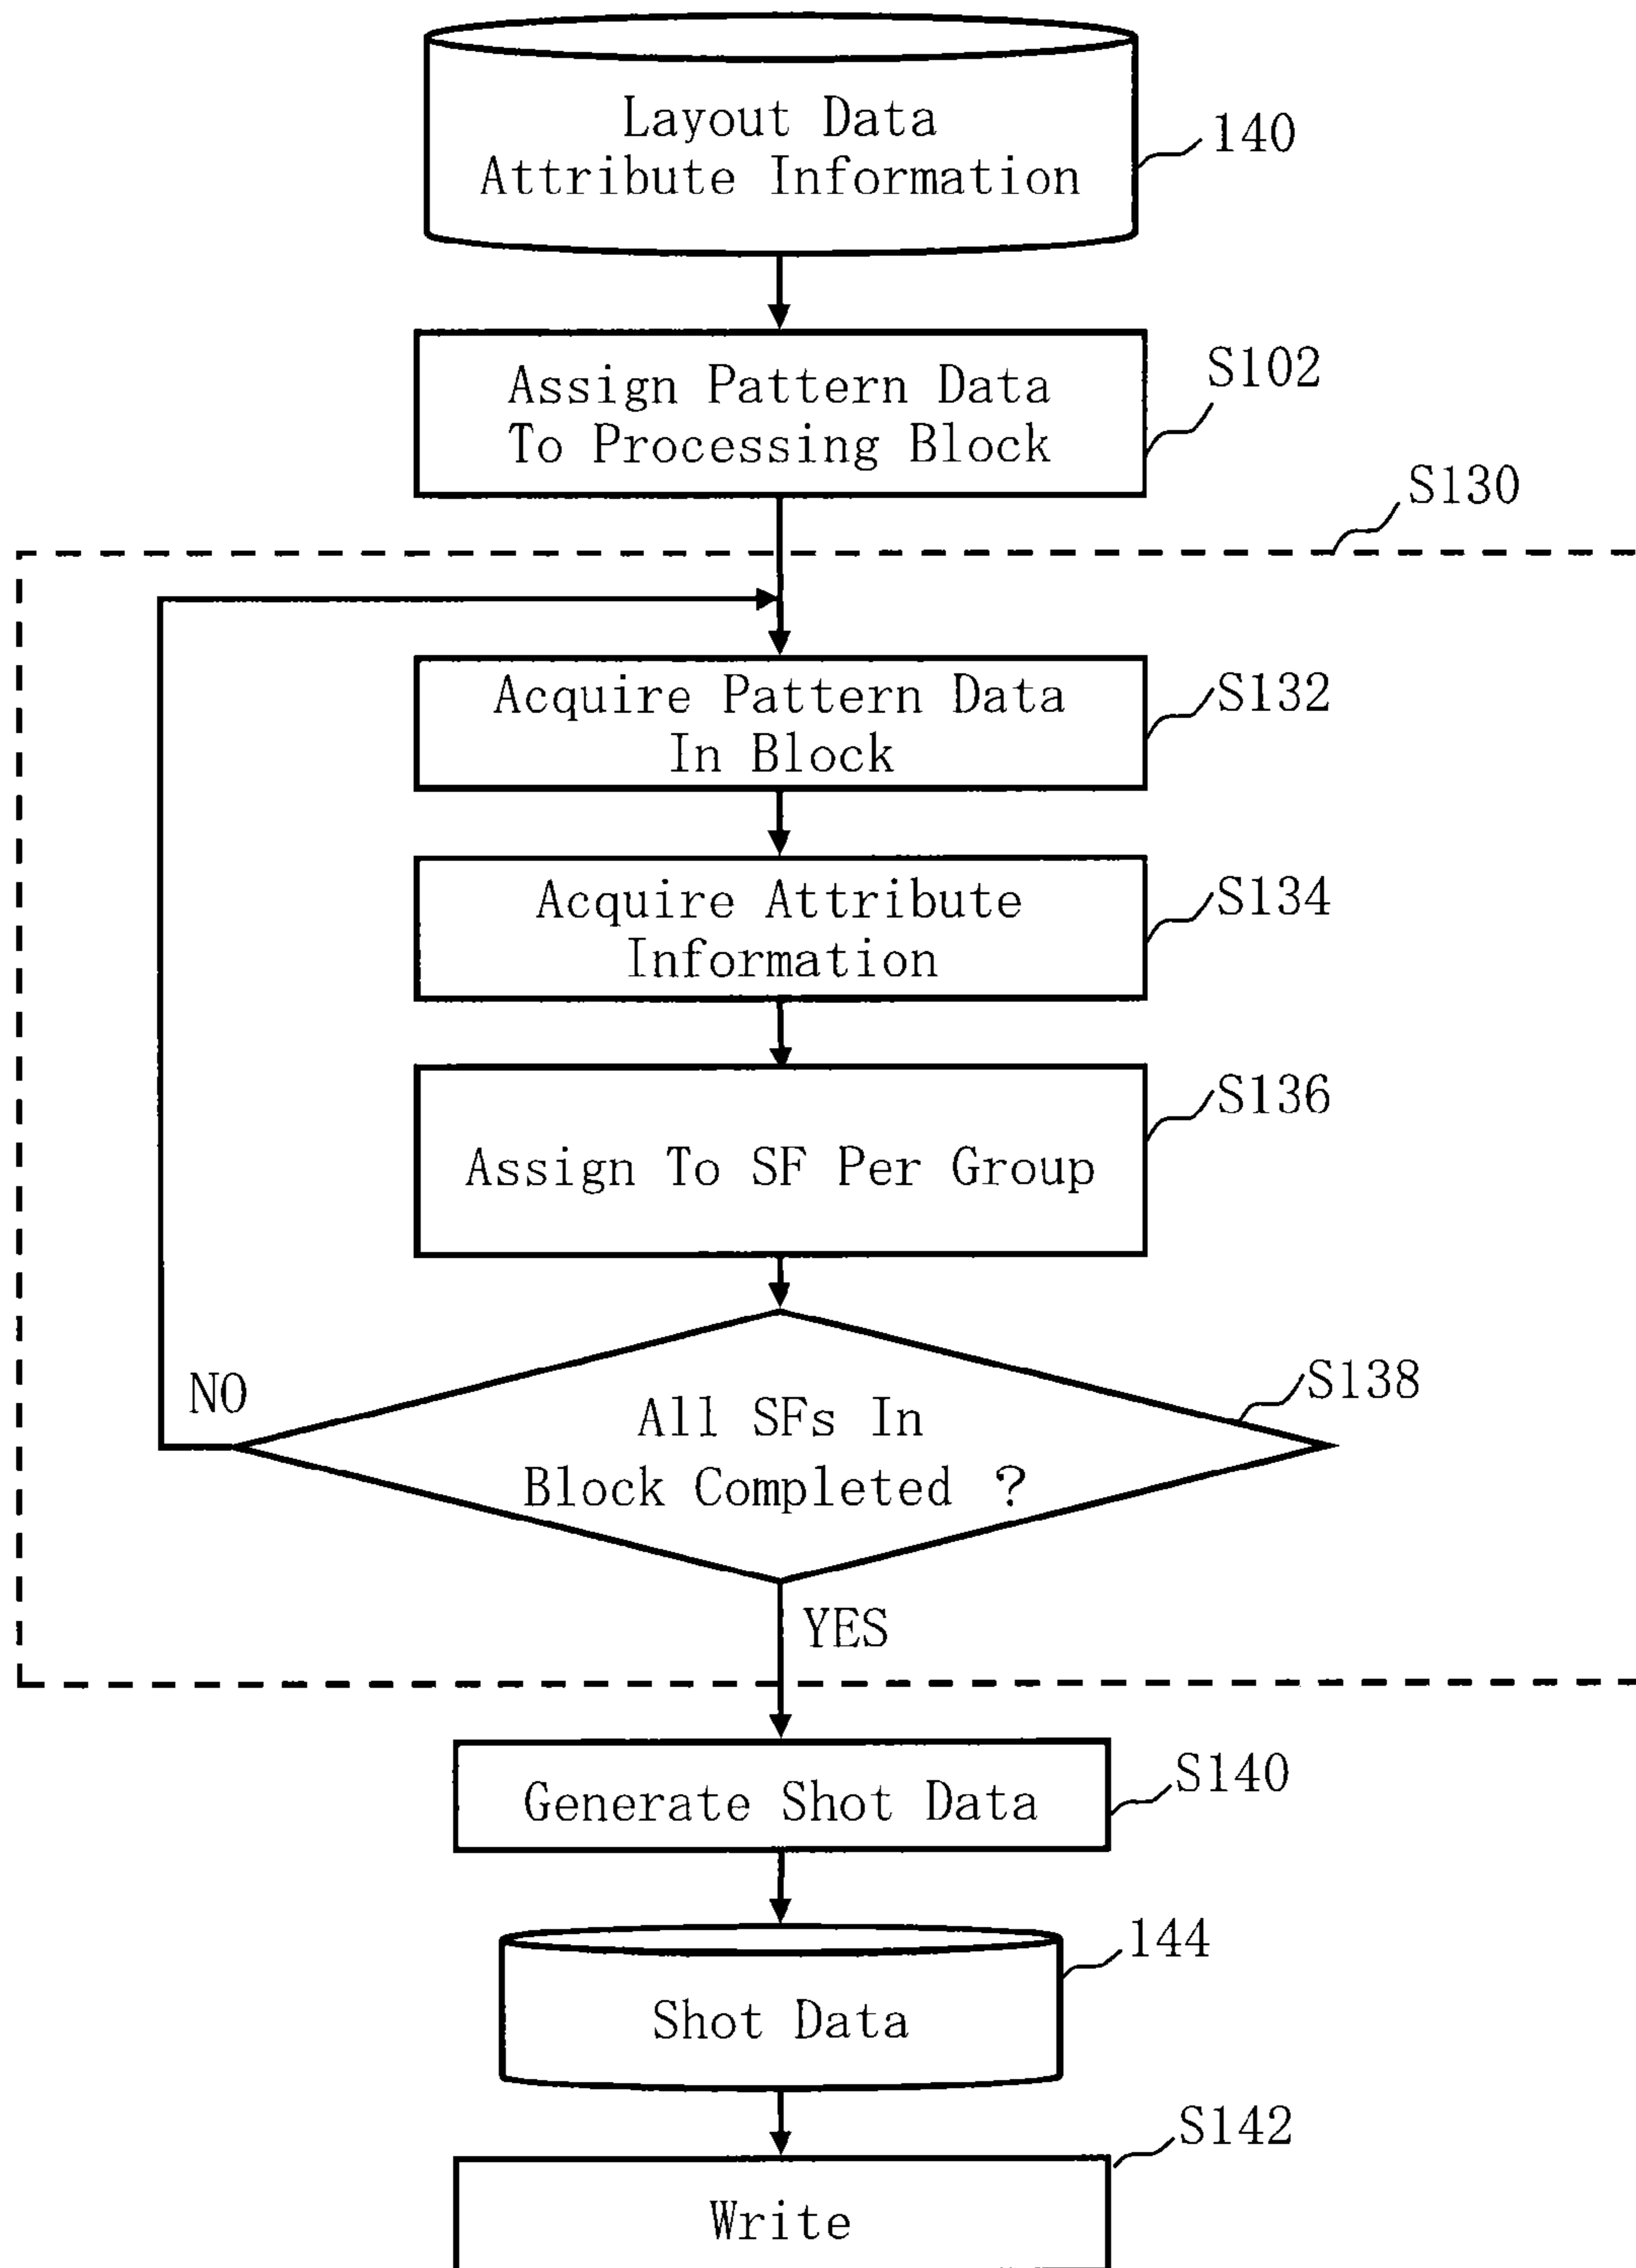 Layout Data
Attribute Information
140
Assign Pattern Data
To Processing Block
S102
S130
Acquire Pattern Data
In Block
S132
Acquire Attribute
Information
S134
Assign To SF Per Group
S136
All SFs In
Block Completed ?
S138
NO
YES
Generate Shot Data
S140
Shot Data
144
Write
S142